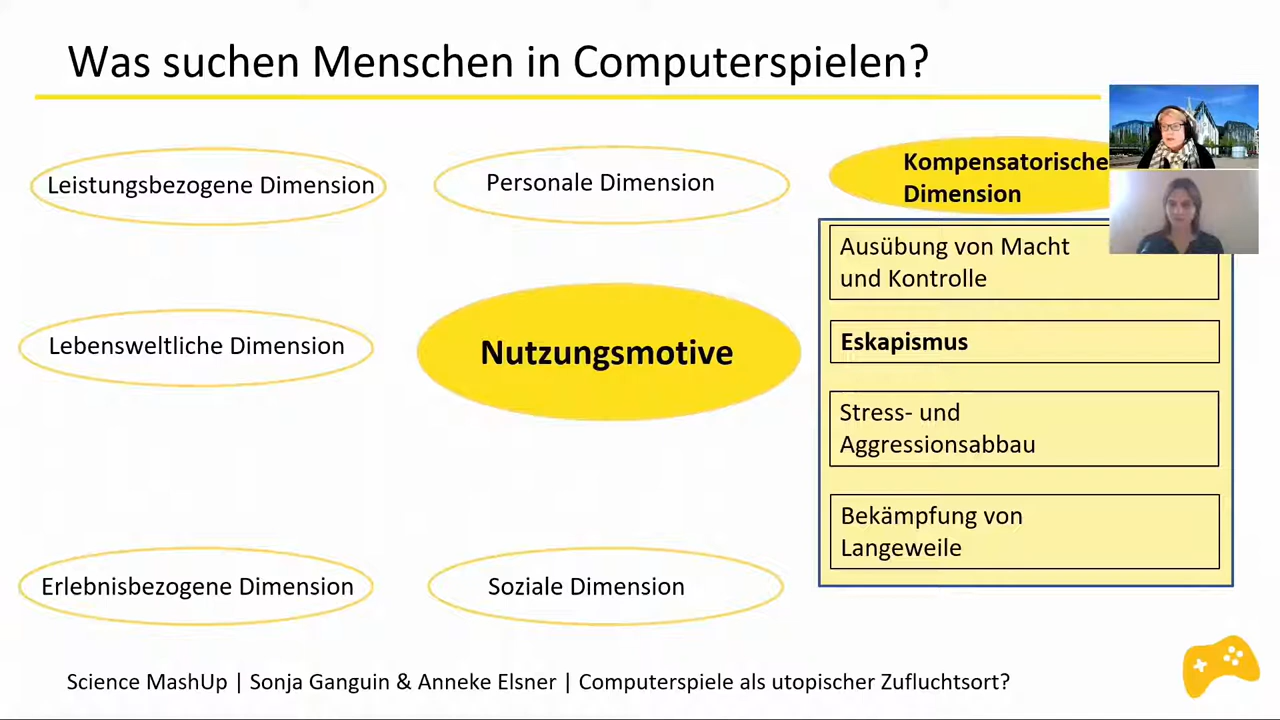 Was suchen Menschen in Computerspielen?
Leistungsbezogene Dimension
Personale Dimension
Kompensatorische
Dimension
Ausübung von Macht
und Kontrolle
Lebensweltliche Dimension
Nutzungsmotive
Eskapismus
Stress- und
Aggressionsabbau
Bekämpfung von
Langeweile
Erlebnisbezogene Dimension
Soziale Dimension
Science MashUp | Sonja Ganguin & Anneke Elsner | Computerspiele als utopischer Zufluchtsort?